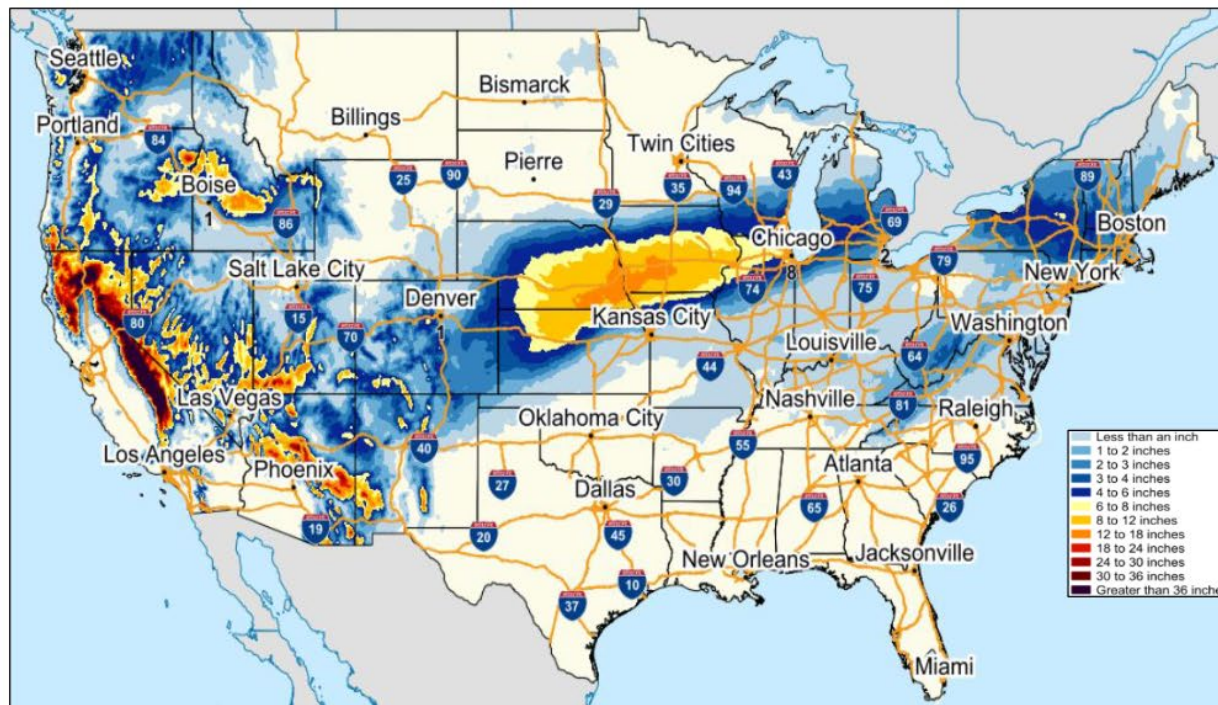 Seattle
Bismarck
Billings
Portland
84
Twin Cities
Pierre
Boise
1
25
90
35
94
43
89
29
69
86
Boston
Chicago
8
2
79
Salt Lake City
New York
74
75
Denver
1
80
15
70
Kansas City
Washington
Louisville
64
44
Las Vegas
Nashville
81
Raleigh
Oklahoma City
Los Angeles
40
55
Phoenix
Atlanta
95
27
30
Dallas
65
26
19
20
45
New Orleans
Jacksonville
10
37
Miami
Less than an inch
1 to 2 inches
2 to 3 inches
3 to 4 inches
4 to 6 inches
6 to 8 inches
8 to 12 inches
12 to 18 inches
18 to 24 inches
24 to 30 inches
30 to 36 inches
Greater than 36 inche